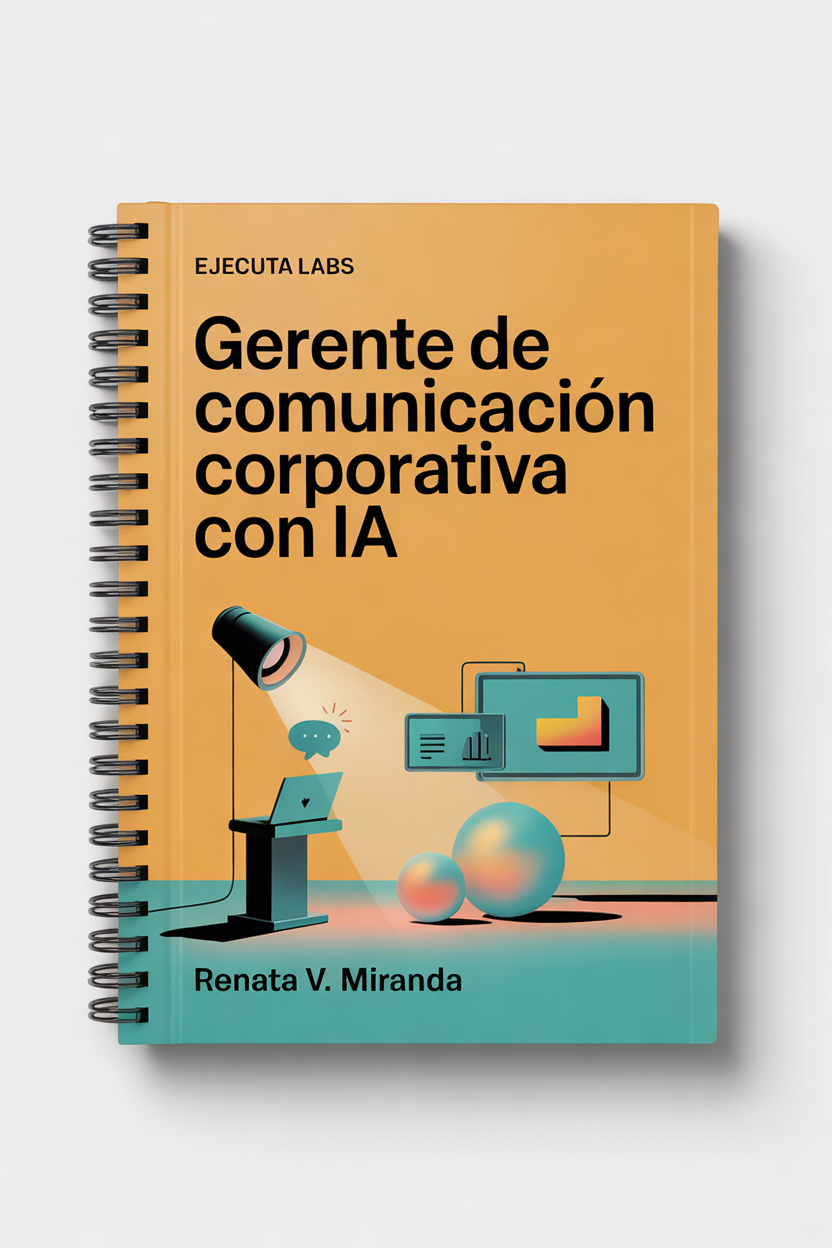 EJECUTA LABS
Gerente de
comunicación
corporativa
con IA
Renata V. Miranda